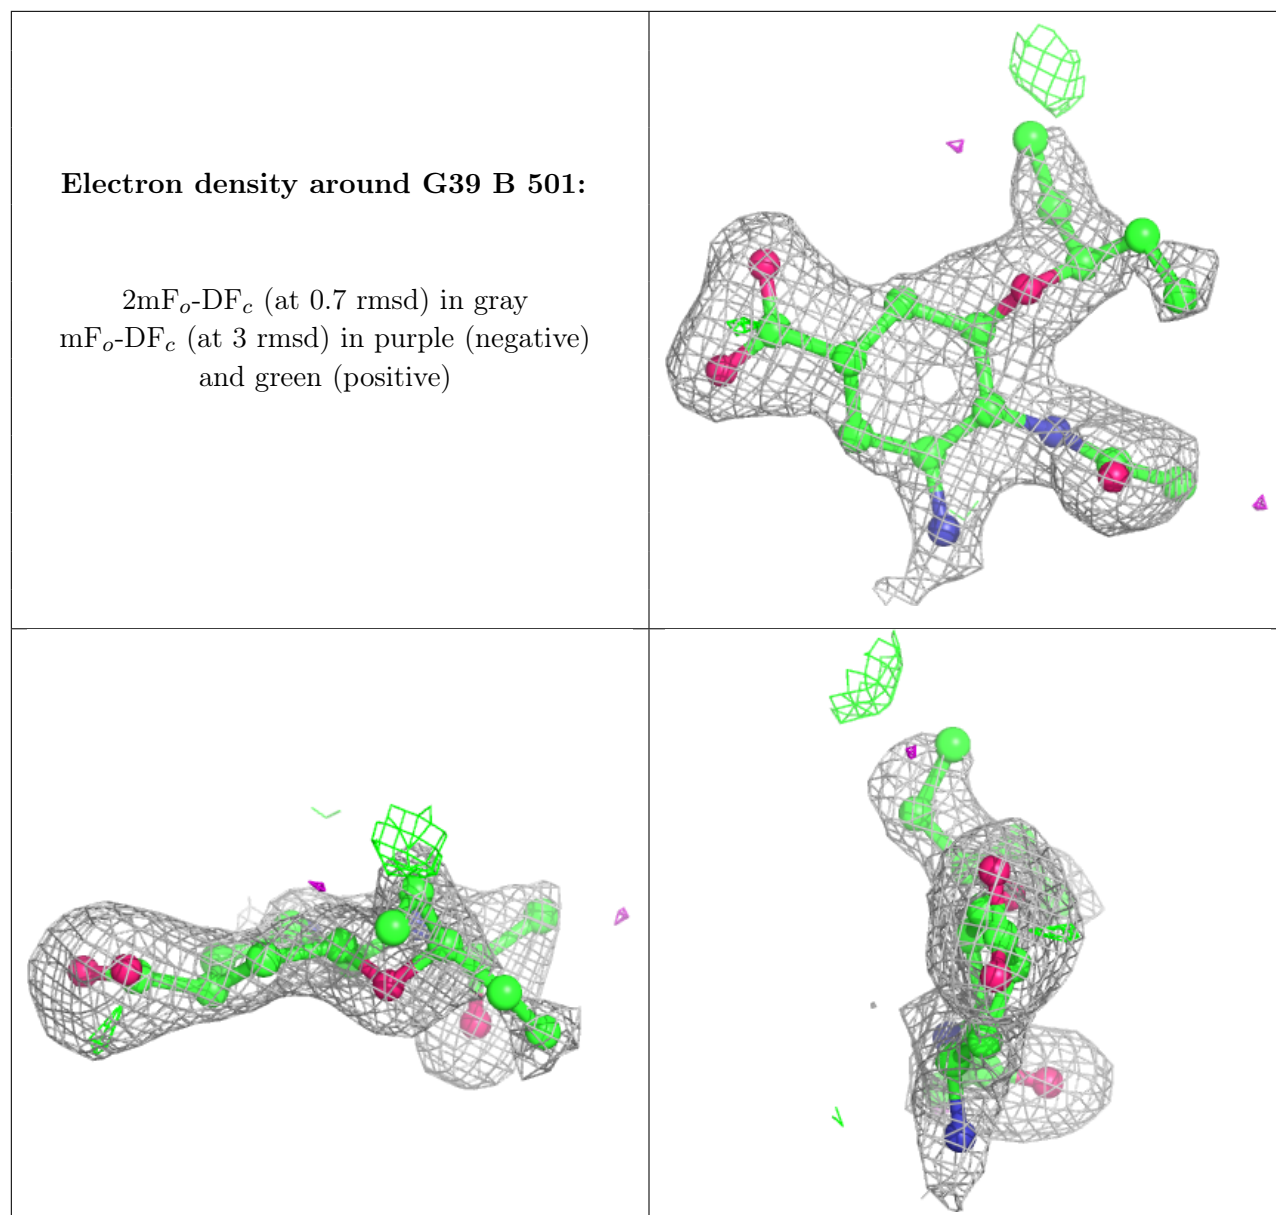 Electron density around G39 B 501:
2mFo-DFc (at 0.7 rmsd) in gray
mFo-DFc (at 3 rmsd) in purple (negative)
and green (positive)